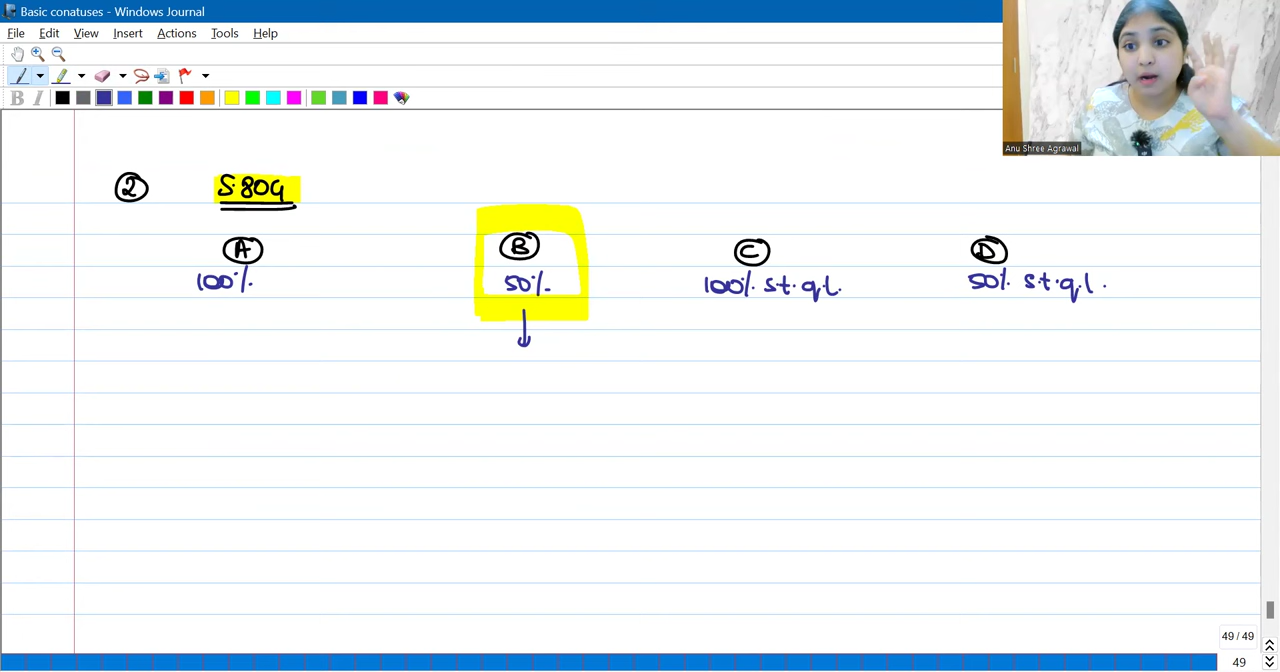 Basic conatuses - Windows Journal
File Edit View Insert Actions Tools Help
B I
Anu Shree Agrawal
② S.80G
Ⓐ Ⓑ Ⓒ Ⓓ
100% 50% 100% s.t.q.l. 50% s.t.q.l.
49 / 49
49